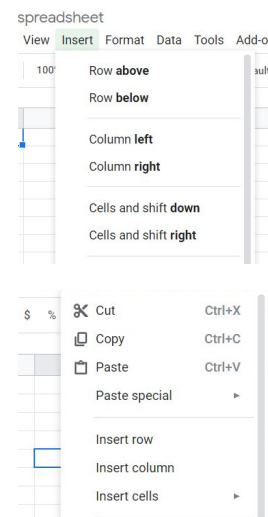 spreadsheet
View Insert Format Data Tools Add-o
100
Row above
Row below
Column left
Column right
Cells and shift down
Cells and shift right
$ %
Cut Ctrl+X
Copy Ctrl+C
Paste Ctrl+V
Paste special
Insert row
Insert column
Insert cells